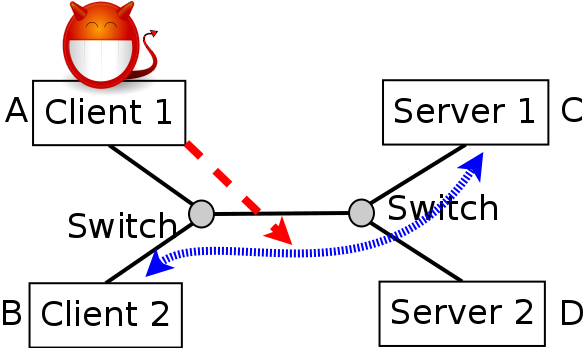 A
Client 1
Server 1
C
Switch
Switch
B
Client 2
Server 2
D